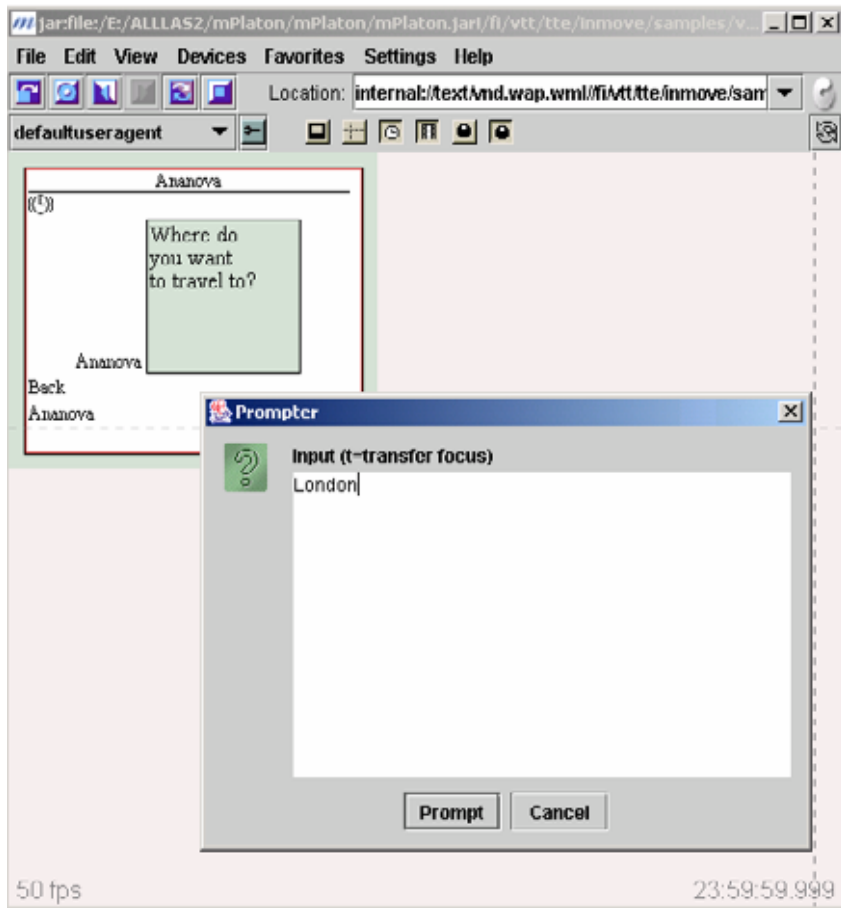 jar:file:/E:/ALLLAS2/mPlaton/mPlaton/mPlaton.jar!/fi/vtt/tte/inmove/samples/v...
File Edit View Devices Favorites Settings Help
Location: internal://text/vnd.wap.wml//fi/vtt/tte/inmove/sam
defaultuseragent
Ananova
Where do
you want
to travel to?
Ananova
Back
Ananova
Prompter
Input (t-transfer focus)
London
Prompt Cancel
50 fps 23:59:59.999